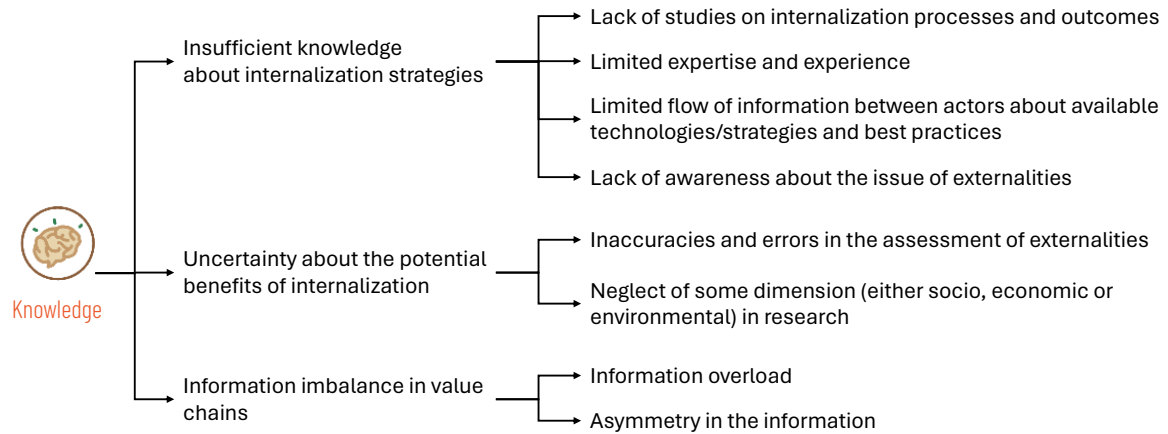 Knowledge
Insufficient knowledge
about internalization strategies
Lack of studies on internalization processes and outcomes
Limited expertise and experience
Limited flow of information between actors about available
technologies/strategies and best practices
Lack of awareness about the issue of externalities
Uncertainty about the potential
benefits of internalization
Inaccuracies and errors in the assessment of externalities
Neglect of some dimension (either socio, economic or
environmental) in research
Information imbalance in value
chains
Information overload
Asymmetry in the information